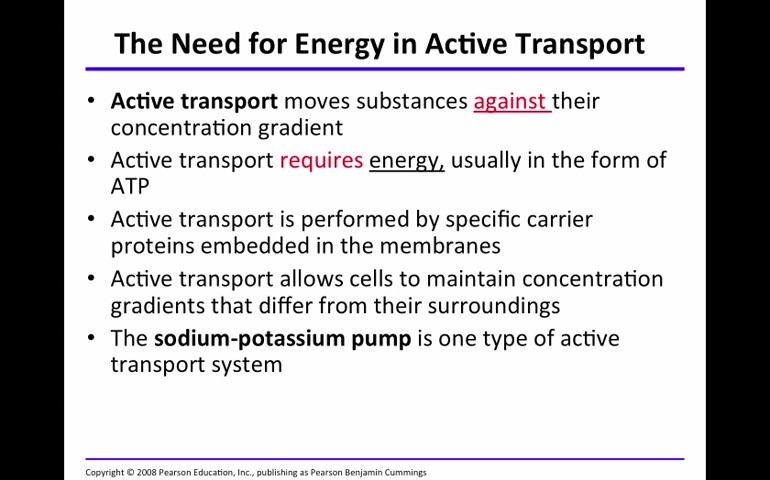 The Need for Energy in Active Transport
• Active transport moves substances against their
concentration gradient
• Active transport requires energy, usually in the form of
ATP
• Active transport is performed by specific carrier
proteins embedded in the membranes
• Active transport allows cells to maintain concentration
gradients that differ from their surroundings
• The sodium-potassium pump is one type of active
transport system
Copyright © 2008 Pearson Education, Inc., publishing as Pearson Benjamin Cummings